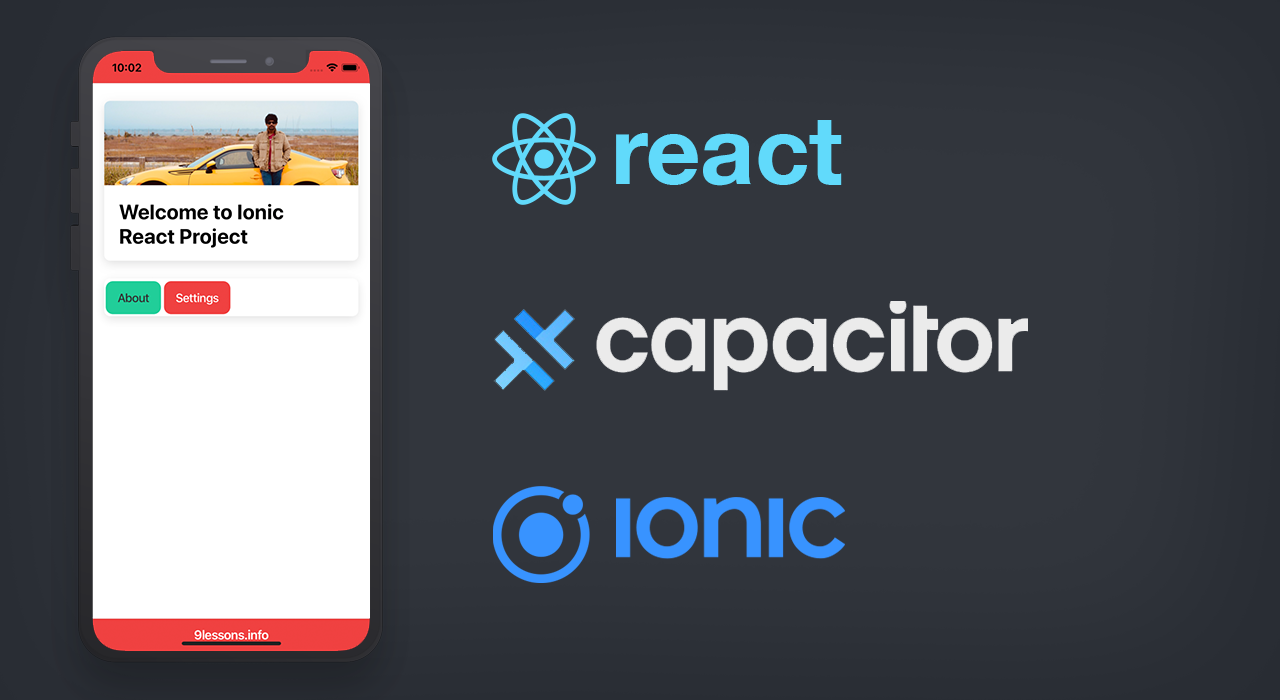 10:02
Welcome to Ionic
React Project
About
Settings
9lessons.info
react
capacitor
ionic